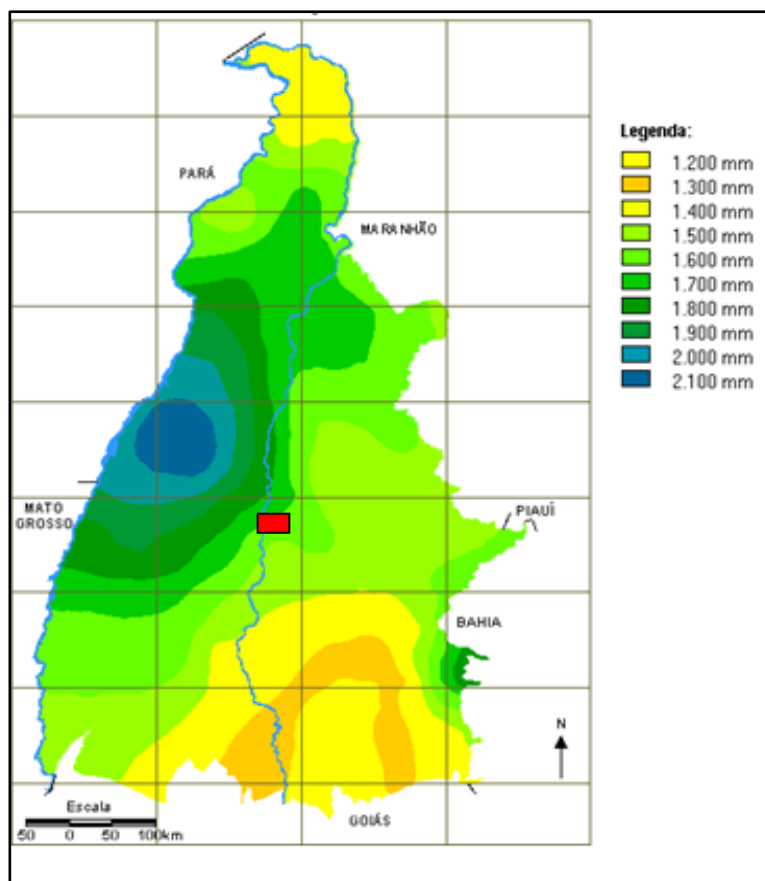 PARÁ
MARANHÃO
MATO
GROSSO
PIAUÍ
BAHIA
GOIÁS
N
Escala
50 0 50 100km
Legenda:
1.200 mm
1.300 mm
1.400 mm
1.500 mm
1.600 mm
1.700 mm
1.800 mm
1.900 mm
2.000 mm
2.100 mm